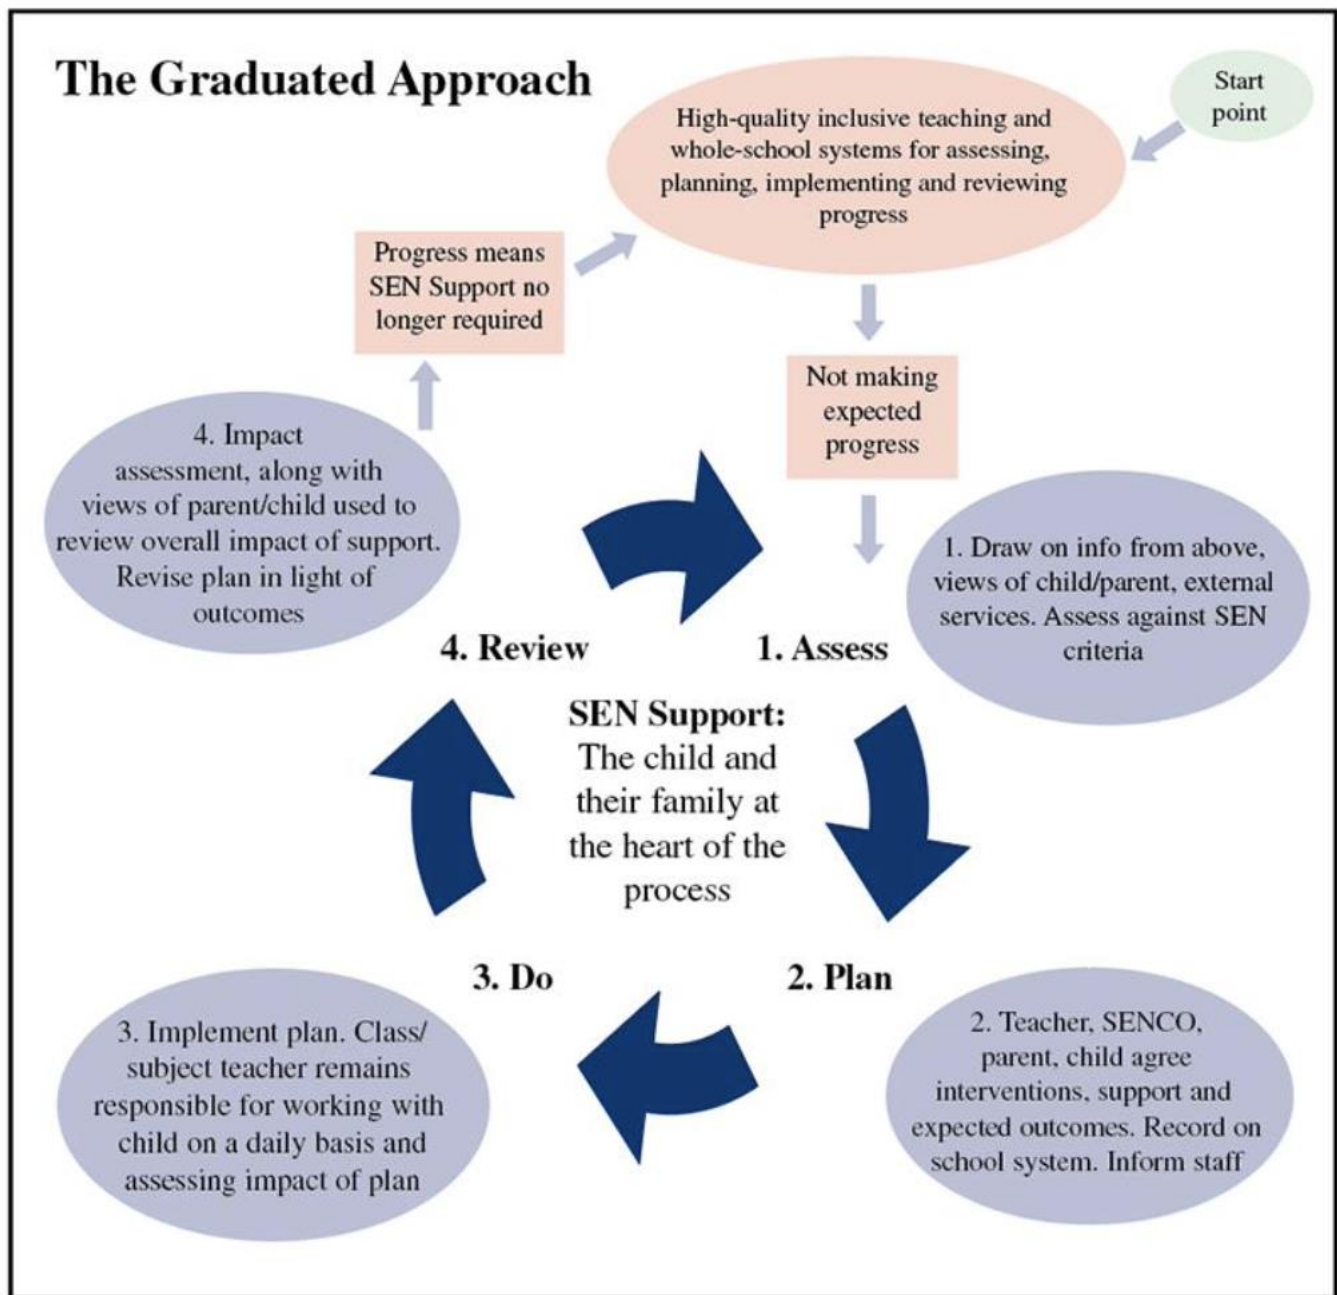 The Graduated Approach
Start
point
High-quality inclusive teaching and
whole-school systems for assessing,
planning, implementing and reviewing
progress
Progress means
SEN Support no
longer required
Not making
expected
progress
4. Impact
assessment, along with
views of parent/child used to
review overall impact of support.
Revise plan in light of
outcomes
1. Draw on info from above,
views of child/parent, external
services. Assess against SEN
criteria
4. Review
1. Assess
SEN Support:
The child and
their family at
the heart of the
process
3. Do
2. Plan
3. Implement plan. Class/
subject teacher remains
responsible for working with
child on a daily basis and
assessing impact of plan
2. Teacher, SENCO,
parent, child agree
interventions, support and
expected outcomes. Record on
school system. Inform staff